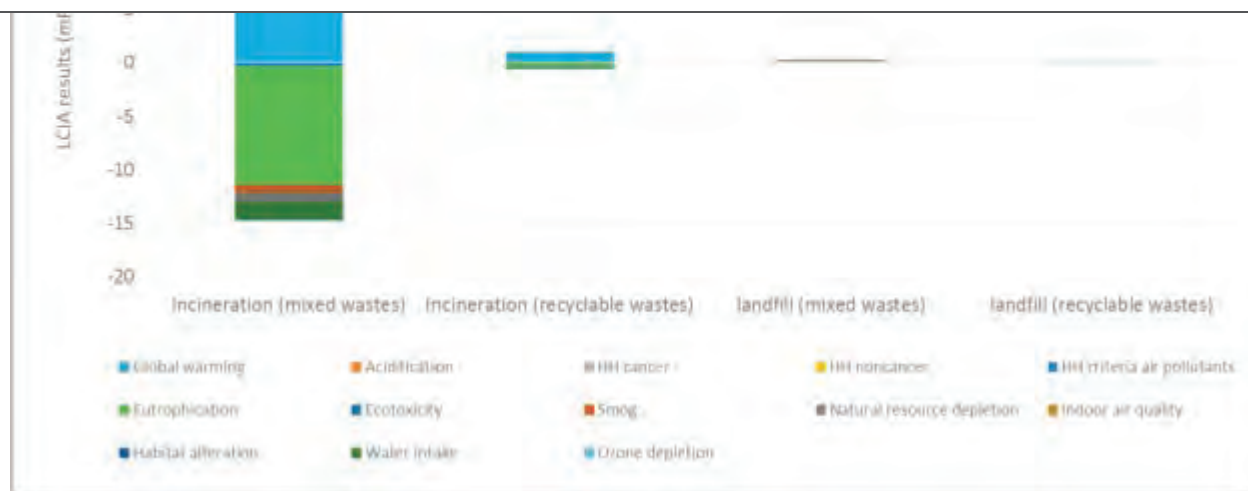 LCIA results (
-0
-5
-10
-15
-20
Incineration (mixed wastes) Incineration (recyclable wastes) landfill (mixed wastes) landfill (recyclable wastes)
Global warming Acidification HH cancer HH noncancer HH criteria air pollutants
Eutrophication Ecotoxicity Smog Natural resource depletion Indoor air quality
Habital alteration Water intake Ozone depletion